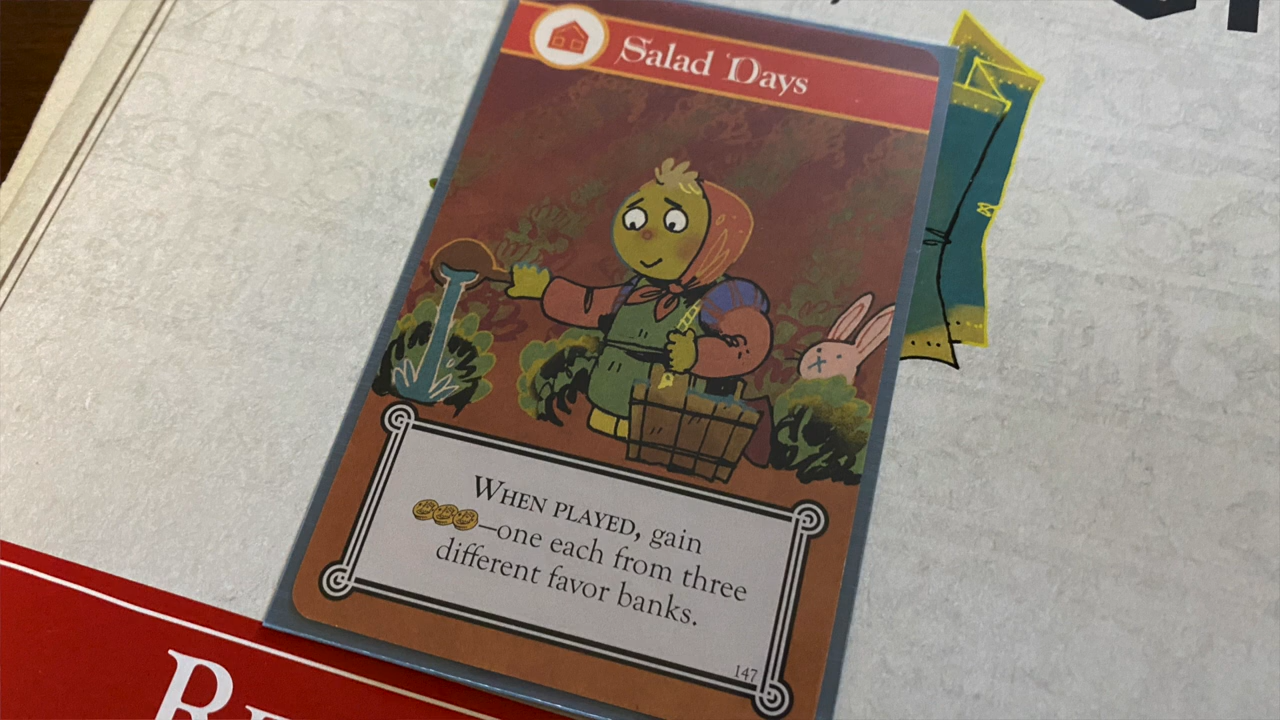 Salad Days
WHEN PLAYED, gain
—one each from three
different favor banks.
147